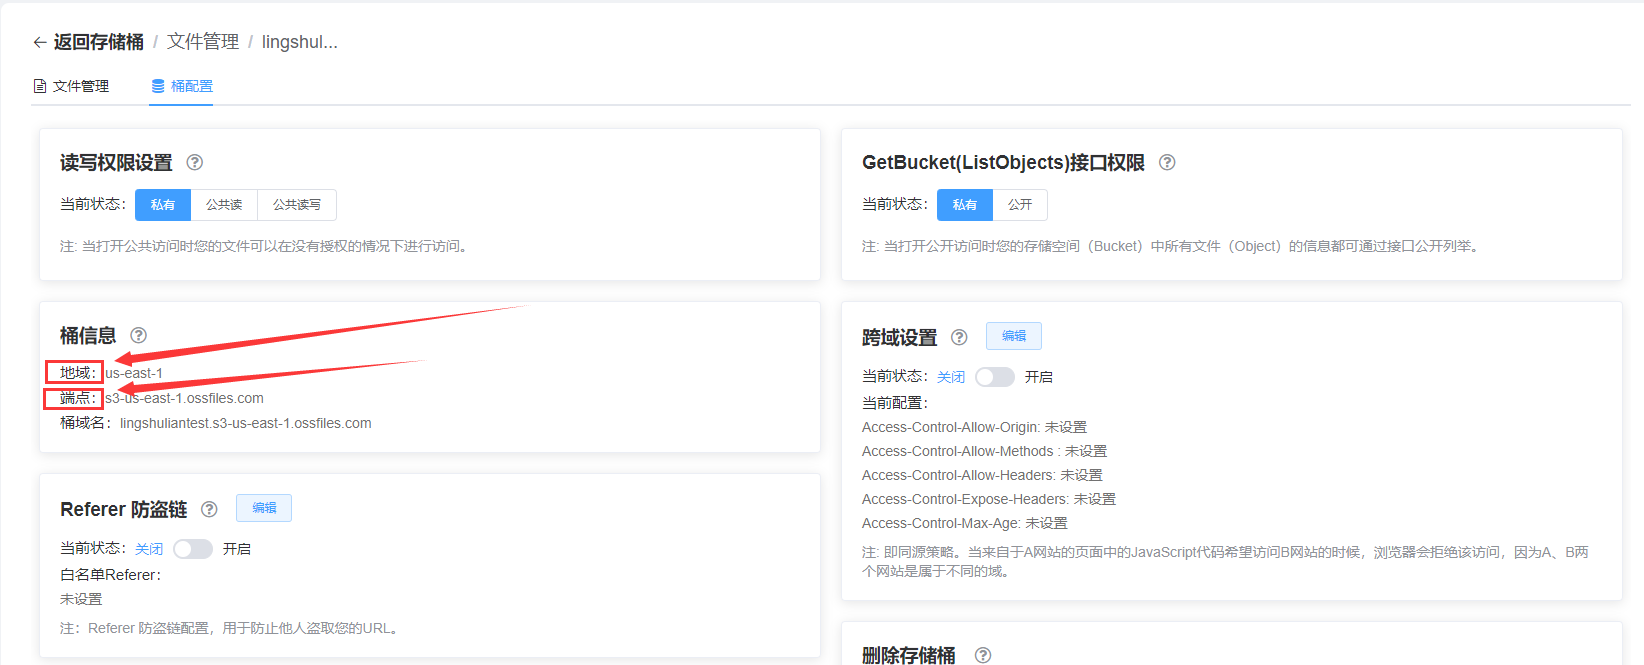 返回存储桶 / 文件管理 / lingshul...
文件管理 桶配置
读写权限设置
当前状态： 私有 公共读 公共读写
注: 当打开公共访问时您的文件可以在没有授权的情况下进行访问。
GetBucket(ListObjects)接口权限
当前状态： 私有 公开
注: 当打开公开访问时您的存储空间（Bucket）中所有文件（Object）的信息都可通过接口公开列举。
桶信息
地域：us-east-1
端点：s3-us-east-1.ossfiles.com
桶域名：lingshuliantest.s3-us-east-1.ossfiles.com
Referer 防盗链 编辑
当前状态： 关闭 开启
白名单Referer：
未设置
注：Referer 防盗链配置，用于防止他人盗取您的URL。
跨域设置 编辑
当前状态： 关闭 开启
当前配置：
Access-Control-Allow-Origin: 未设置
Access-Control-Allow-Methods : 未设置
Access-Control-Allow-Headers: 未设置
Access-Control-Expose-Headers: 未设置
Access-Control-Max-Age: 未设置
注: 即同源策略。当来自于A网站的页面中的JavaScript代码希望访问B网站的时候，浏览器会拒绝该访问，因为A、B两
个网站是属于不同的域。
删除存储桶